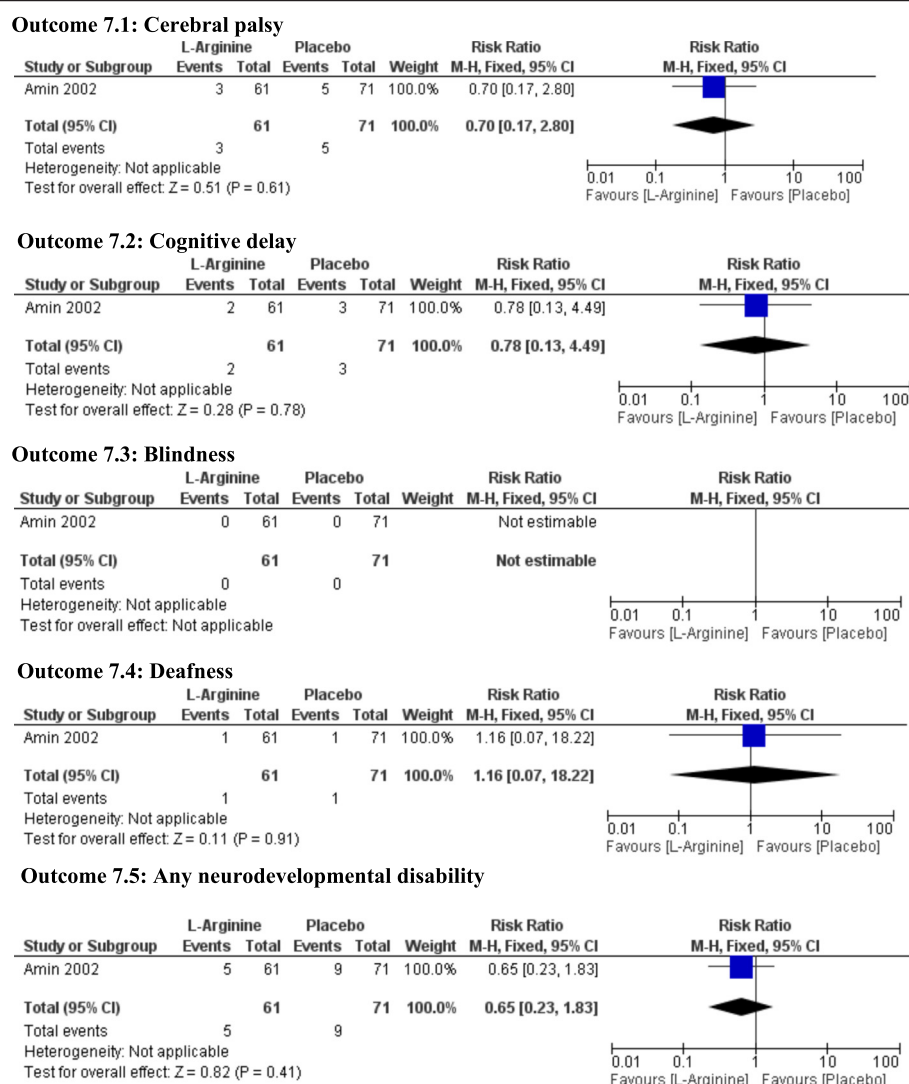 Outcome 7.1: Cerebral palsy
L-Arginine Placebo Risk Ratio Risk Ratio
Study or Subgroup Events Total Events Total Weight M-H, Fixed, 95% CI M-H, Fixed, 95% CI
Amin 2002 3 61 5 71 100.0% 0.70 [0.17, 2.80]
Total (95% CI) 61 71 100.0% 0.70 [0.17, 2.80]
Total events 3 5
Heterogeneity: Not applicable
Test for overall effect: Z = 0.51 (P = 0.61)
0.01 0.1 1 10 100
Favours [L-Arginine] Favours [Placebo]
Outcome 7.2: Cognitive delay
L-Arginine Placebo Risk Ratio Risk Ratio
Study or Subgroup Events Total Events Total Weight M-H, Fixed, 95% CI M-H, Fixed, 95% CI
Amin 2002 2 61 3 71 100.0% 0.78 [0.13, 4.49]
Total (95% CI) 61 71 100.0% 0.78 [0.13, 4.49]
Total events 2 3
Heterogeneity: Not applicable
Test for overall effect: Z = 0.28 (P = 0.78)
0.01 0.1 1 10 100
Favours [L-Arginine] Favours [Placebo]
Outcome 7.3: Blindness
L-Arginine Placebo Risk Ratio Risk Ratio
Study or Subgroup Events Total Events Total Weight M-H, Fixed, 95% CI M-H, Fixed, 95% CI
Amin 2002 0 61 0 71 Not estimable
Total (95% CI) 61 71 Not estimable
Total events 0 0
Heterogeneity: Not applicable
Test for overall effect: Not applicable
0.01 0.1 1 10 100
Favours [L-Arginine] Favours [Placebo]
Outcome 7.4: Deafness
L-Arginine Placebo Risk Ratio Risk Ratio
Study or Subgroup Events Total Events Total Weight M-H, Fixed, 95% CI M-H, Fixed, 95% CI
Amin 2002 1 61 1 71 100.0% 1.16 [0.07, 18.22]
Total (95% CI) 61 71 100.0% 1.16 [0.07, 18.22]
Total events 1 1
Heterogeneity: Not applicable
Test for overall effect: Z = 0.11 (P = 0.91)
0.01 0.1 1 10 100
Favours [L-Arginine] Favours [Placebo]
Outcome 7.5: Any neurodevelopmental disability
L-Arginine Placebo Risk Ratio Risk Ratio
Study or Subgroup Events Total Events Total Weight M-H, Fixed, 95% CI M-H, Fixed, 95% CI
Amin 2002 5 61 9 71 100.0% 0.65 [0.23, 1.83]
Total (95% CI) 61 71 100.0% 0.65 [0.23, 1.83]
Total events 5 9
Heterogeneity: Not applicable
Test for overall effect: Z = 0.82 (P = 0.41)
0.01 0.1 1 10 100
Favours [L-Arginine] Favours [Placebo]